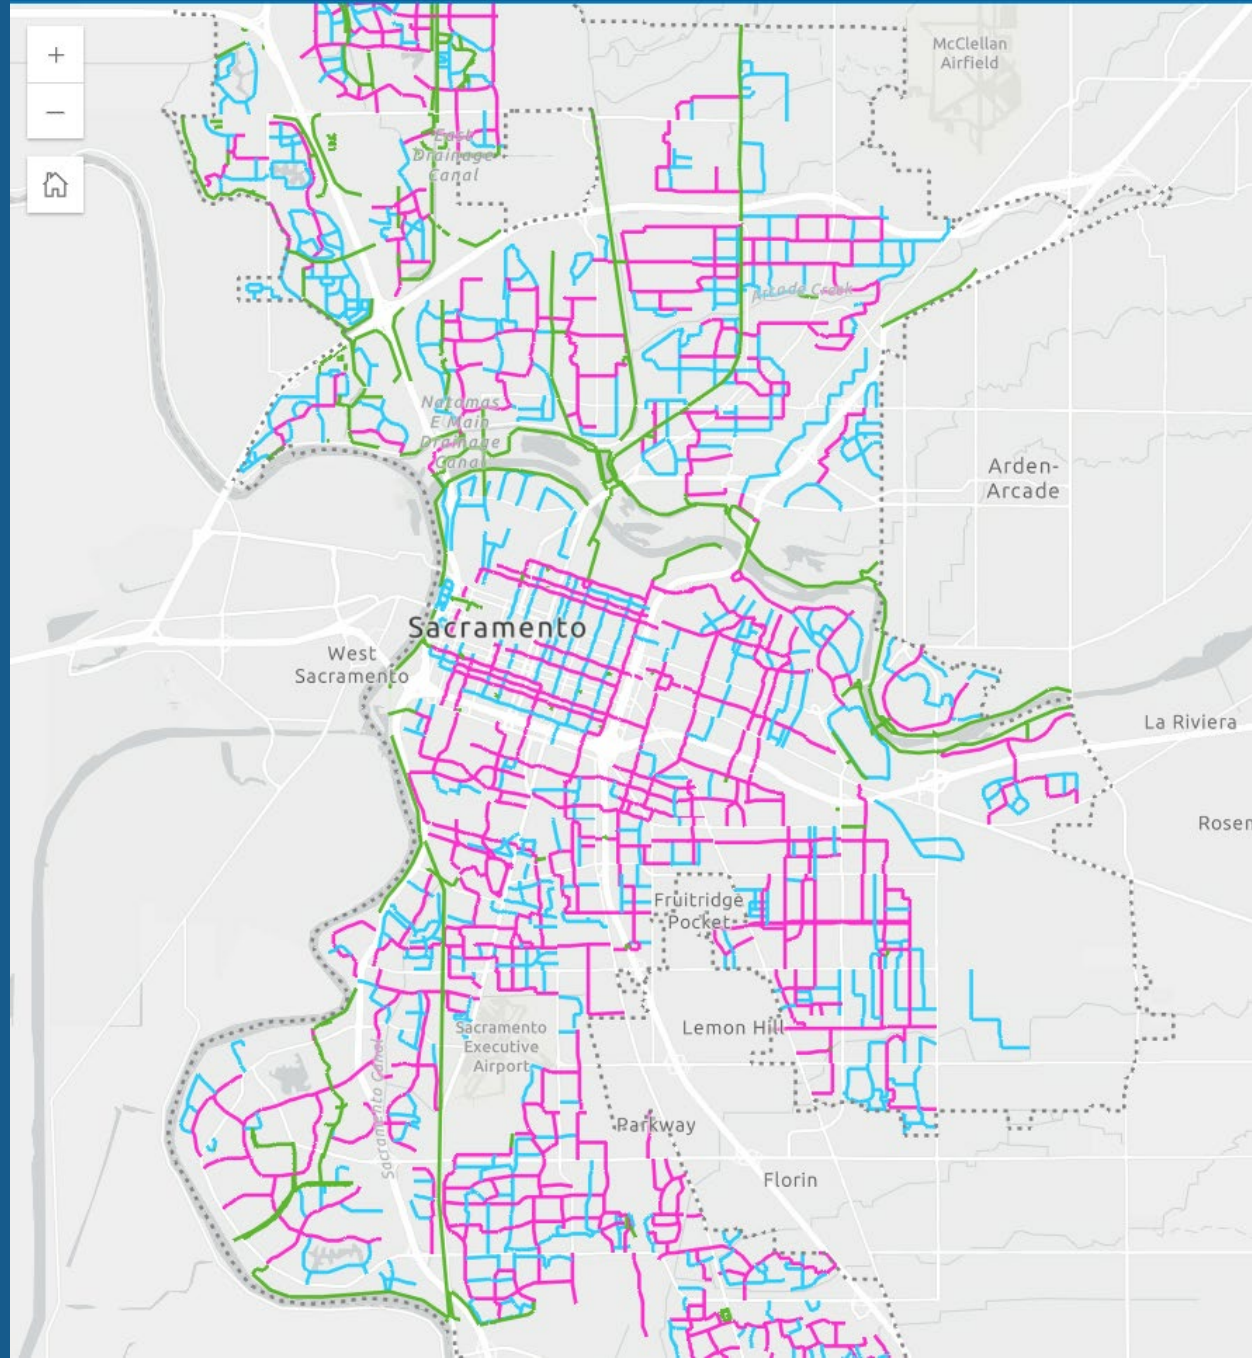 +
McClellan
Airfield
−
East
Drainage
Canal
Arcade Creek
Natomas
E Main
Drainage
Canal
Arden-
Arcade
Sacramento
West
Sacramento
La Riviera
Rosen
Fruitridge
Pocket
Sacramento
Executive
Airport
Lemon Hill
Sacramento Canal
Parkway
Florin